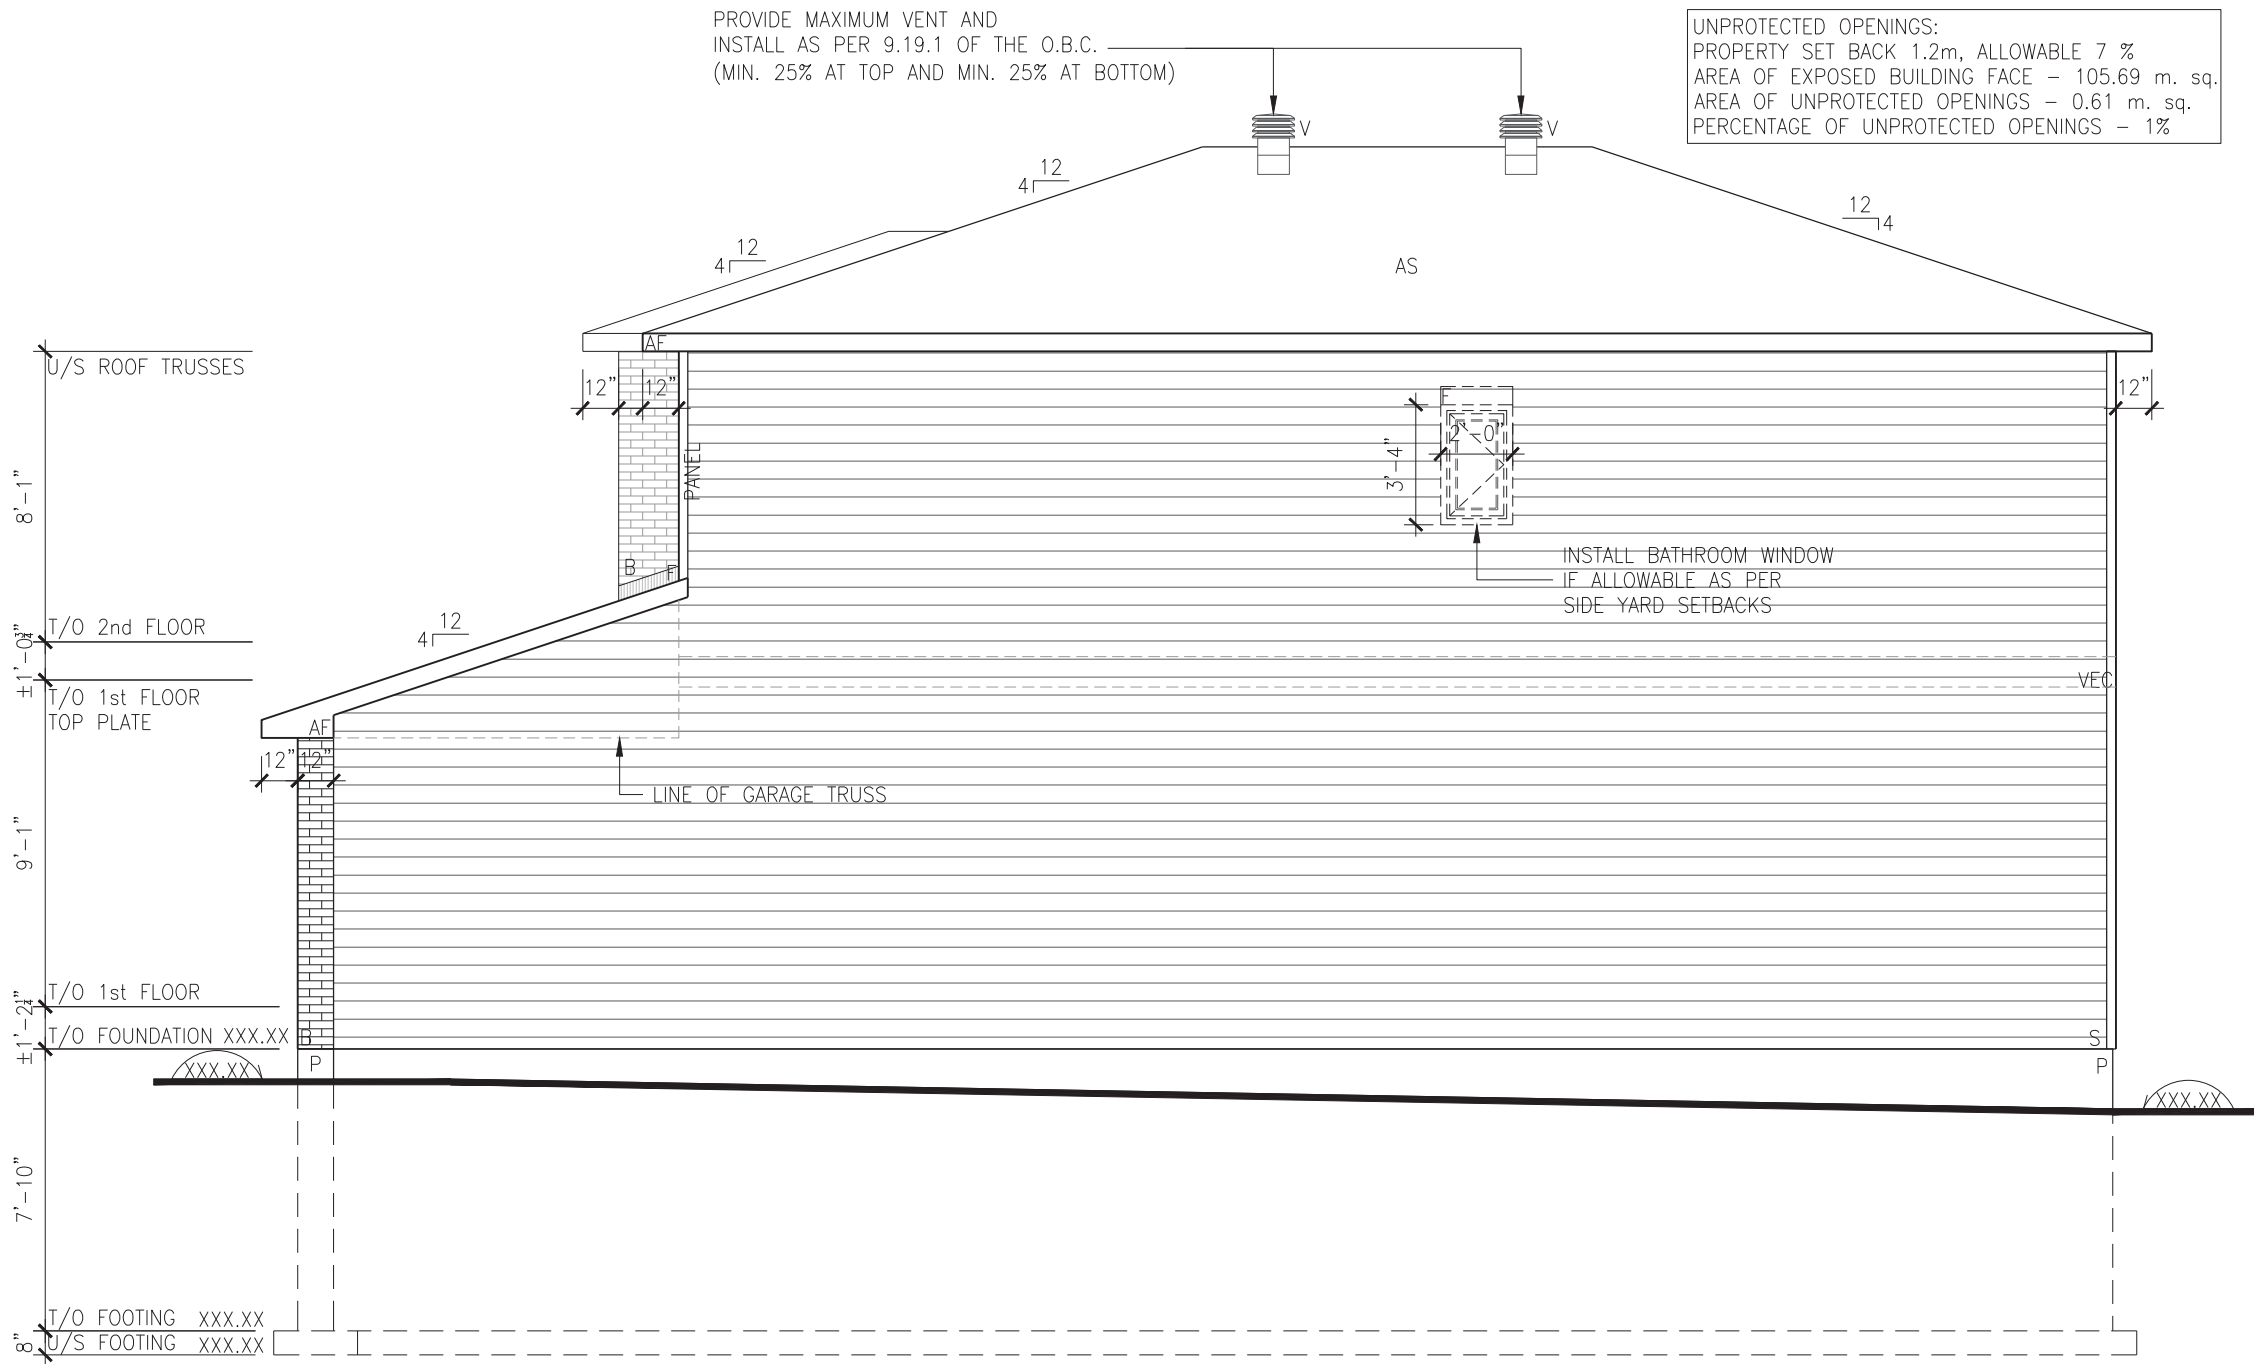 PROVIDE MAXIMUM VENT AND
INSTALL AS PER 9.19.1 OF THE O.B.C.
(MIN. 25% AT TOP AND MIN. 25% AT BOTTOM)
UNPROTECTED OPENINGS:
PROPERTY SET BACK 1.2m, ALLOWABLE 7 %
AREA OF EXPOSED BUILDING FACE – 105.69 m. sq.
AREA OF UNPROTECTED OPENINGS – 0.61 m. sq.
PERCENTAGE OF UNPROTECTED OPENINGS – 1%
V
V
12
4
12
4
12
4
AS
AF
U/S ROOF TRUSSES
12"
12"
12"
F
2'-0"
3'-4"
PANEL
8'-1"
INSTALL BATHROOM WINDOW
IF ALLOWABLE AS PER
SIDE YARD SETBACKS
B
F
12
4
T/O 2nd FLOOR
±1'-0¾"
T/O 1st FLOOR
TOP PLATE
VEC
AF
12"
12"
LINE OF GARAGE TRUSS
9'-1"
T/O 1st FLOOR
±1'-2¼"
T/O FOUNDATION XXX.XX
B
S
P
P
XXX.XX
XXX.XX
7'-10"
T/O FOOTING XXX.XX
U/S FOOTING XXX.XX
8"